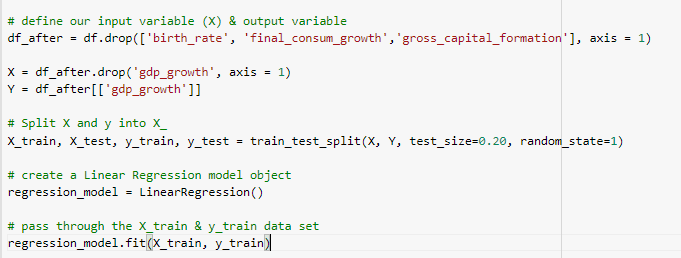 # define our input variable (X) & output variable
df_after = df.drop(['birth_rate', 'final_consum_growth','gross_capital_formation'], axis = 1)
X = df_after.drop('gdp_growth', axis = 1)
Y = df_after[['gdp_growth']]
# Split X and y into X_
X_train, X_test, y_train, y_test = train_test_split(X, Y, test_size=0.20, random_state=1)
# create a Linear Regression model object
regression_model = LinearRegression()
# pass through the X_train & y_train data set
regression_model.fit(X_train, y_train)